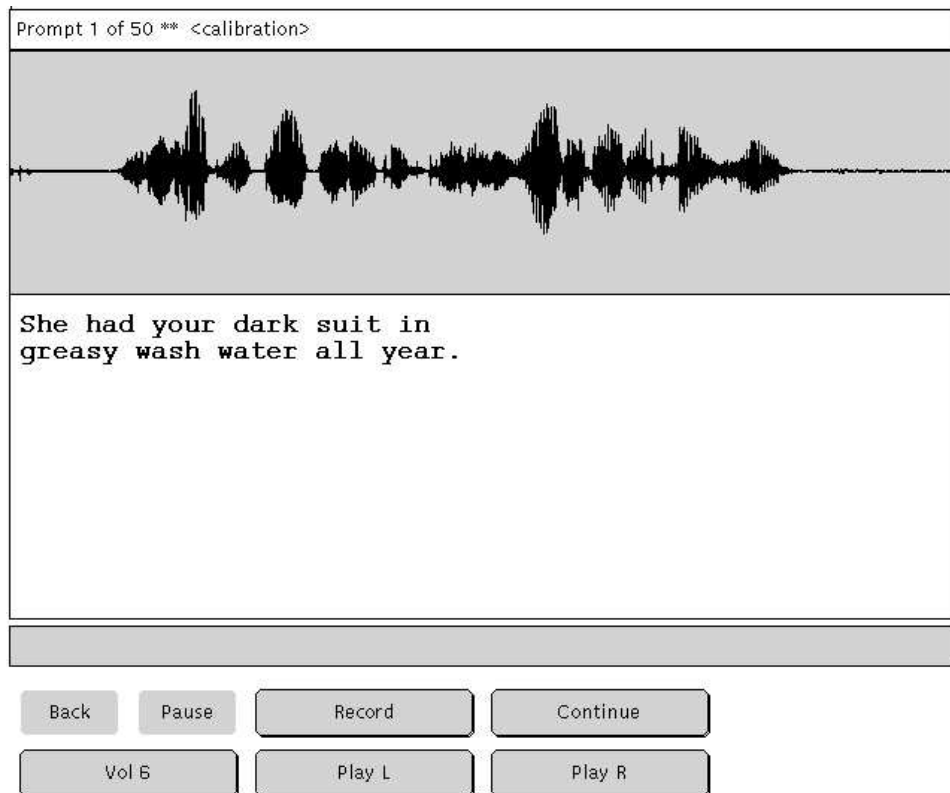 Prompt 1 of 50 ** <calibration>
She had your dark suit in
greasy wash water all year.
Back Pause Record Continue
Vol 6 Play L Play R